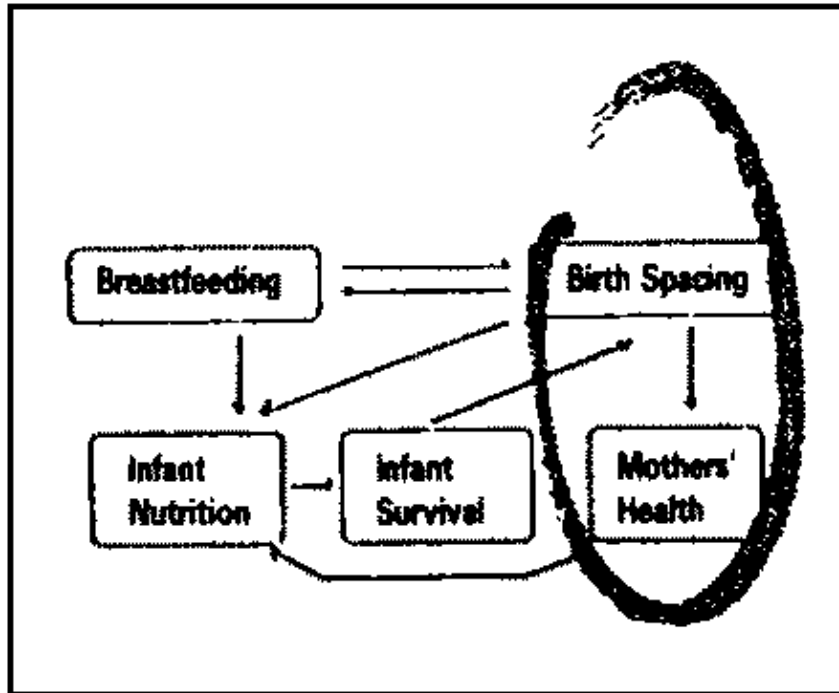 Breastfeeding
Birth Spacing
Infant
Nutrition
Infant
Survival
Mothers'
Health